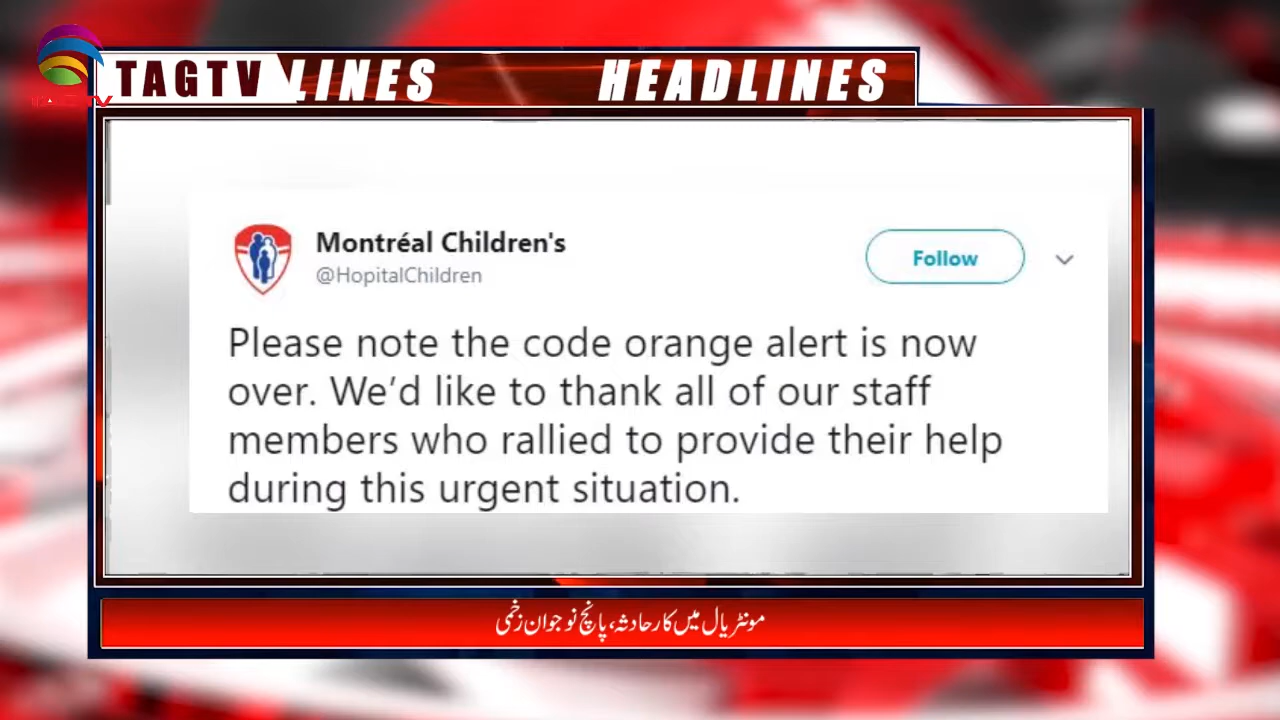 TAGTV LINES HEADLINES
TAGTV
Montréal Children's
@HopitalChildren
Follow
Please note the code orange alert is now
over. We’d like to thank all of our staff
members who rallied to provide their help
during this urgent situation.
مونٹریال میں کار حادثہ، پانچ نوجوان زخمی